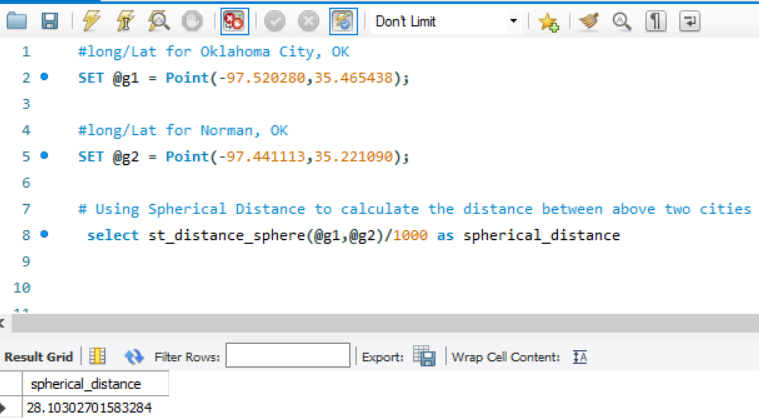 Don't Limit
1 #long/Lat for Oklahoma City, OK
2 SET @g1 = Point(-97.520280,35.465438);
3
4 #long/Lat for Norman, OK
5 SET @g2 = Point(-97.441113,35.221090);
6
7 # Using Spherical Distance to calculate the distance between above two cities
8 select st_distance_sphere(@g1,@g2)/1000 as spherical_distance
9
10
11
Result Grid Filter Rows: Export: Wrap Cell Content:
spherical_distance
28.10302701583284